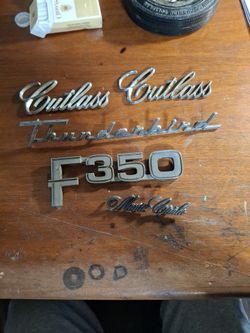 Cutlass Cutlass
Thunderbird
F350
Monte Carlo